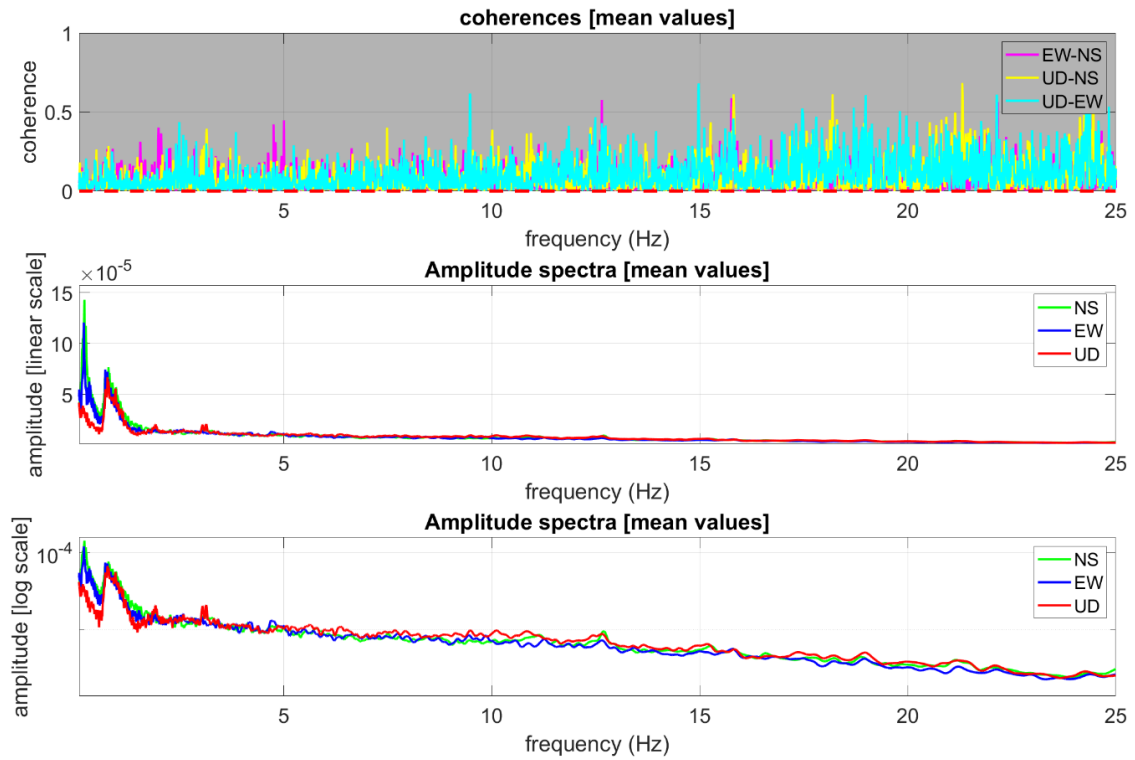 coherences [mean values]
coherence
1
0.5
0
EW-NS
UD-NS
UD-EW
5 10 15 20 25
frequency (Hz)
×10-5
Amplitude spectra [mean values]
amplitude [linear scale]
15
10
5
NS
EW
UD
5 10 15 20 25
frequency (Hz)
Amplitude spectra [mean values]
amplitude [log scale]
10-4
NS
EW
UD
5 10 15 20 25
frequency (Hz)